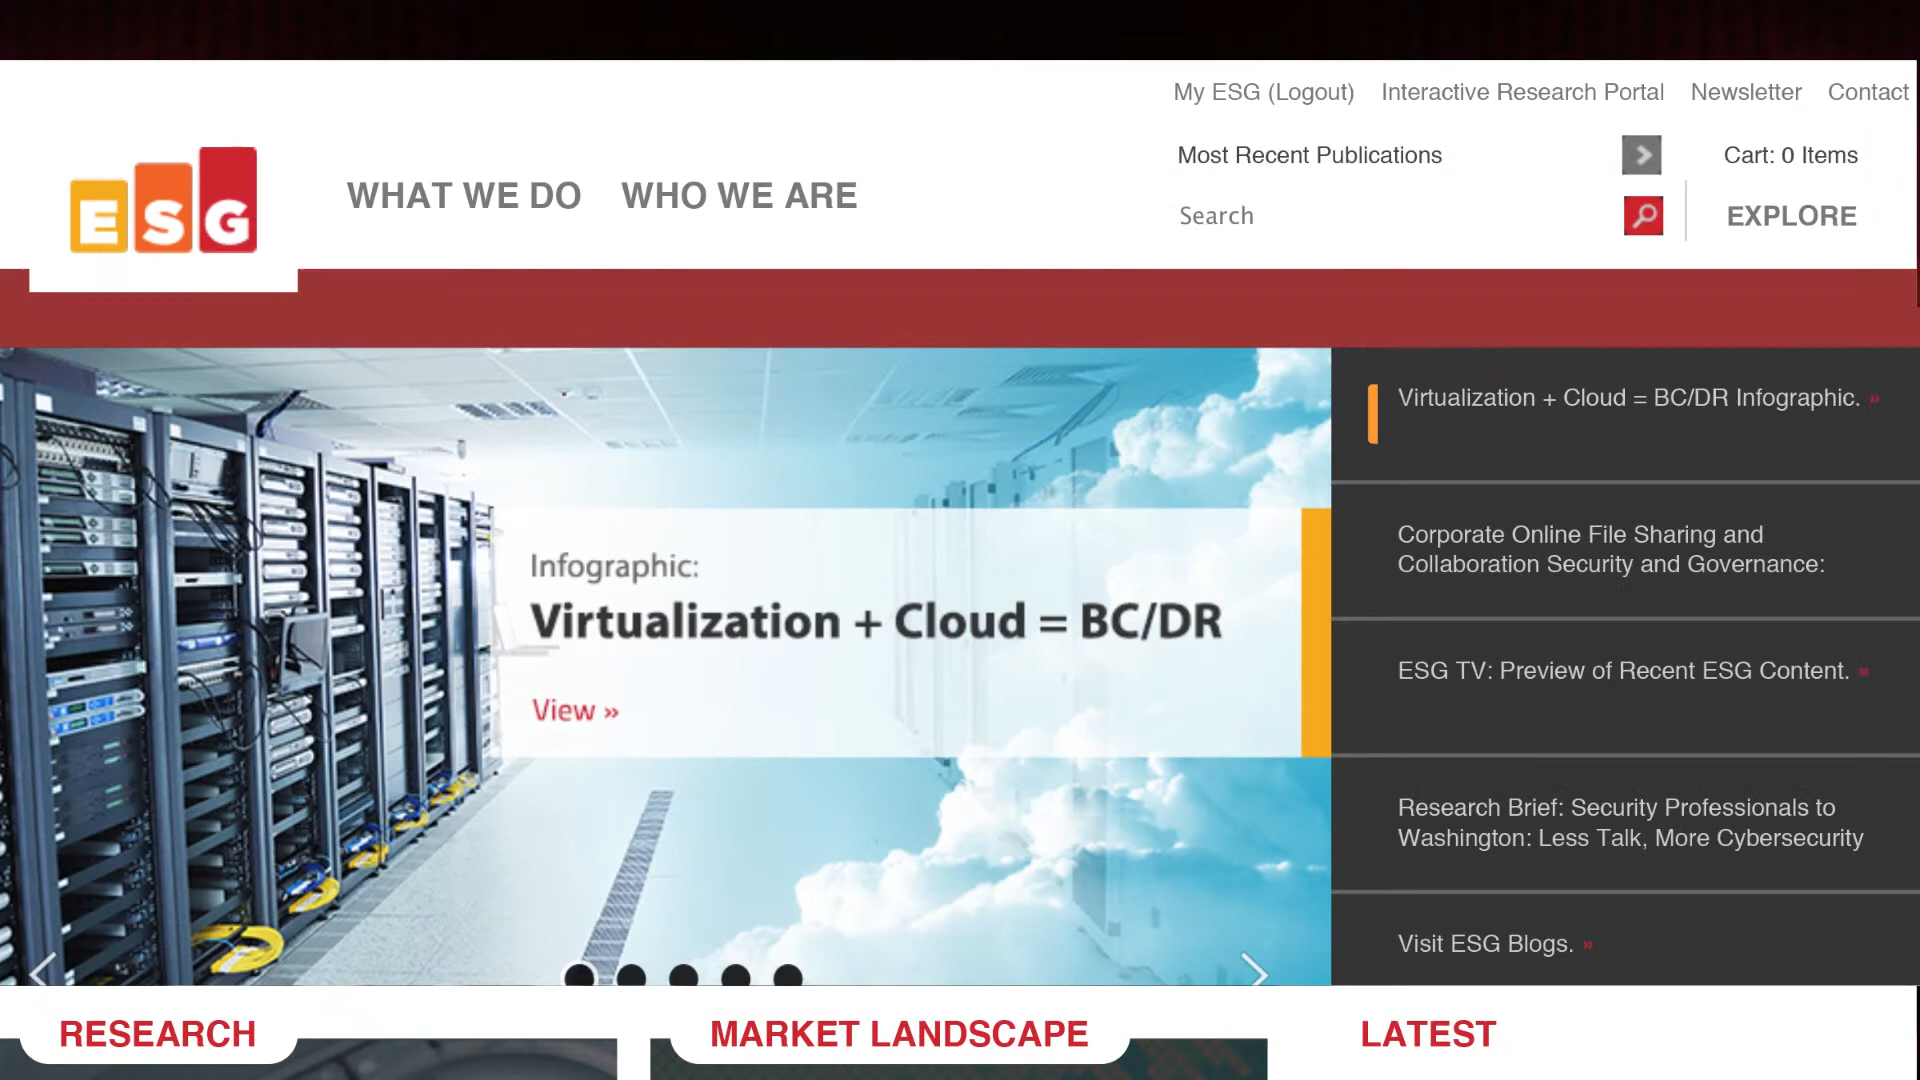 My ESG (Logout) Interactive Research Portal Newsletter Contact
Most Recent Publications
Cart: 0 Items
ESG
WHAT WE DO WHO WE ARE
Search
EXPLORE
Infographic:
Virtualization + Cloud = BC/DR
View »
Virtualization + Cloud = BC/DR Infographic. »
Corporate Online File Sharing and
Collaboration Security and Governance:
ESG TV: Preview of Recent ESG Content. »
Research Brief: Security Professionals to
Washington: Less Talk, More Cybersecurity
Visit ESG Blogs. »
RESEARCH
MARKET LANDSCAPE
LATEST